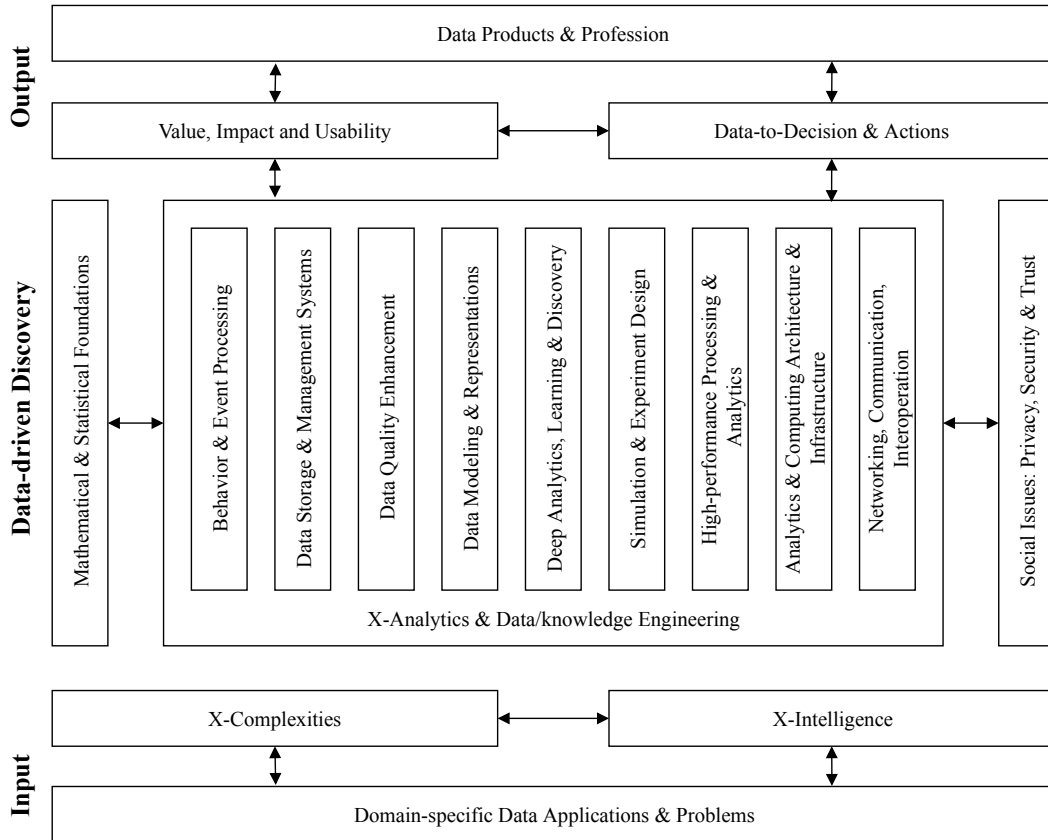 Output
Data Products & Profession
Value, Impact and Usability
Data-to-Decision & Actions
Data-driven Discovery
Mathematical & Statistical Foundations
Behavior & Event Processing
Data Storage & Management Systems
Data Quality Enhancement
Data Modeling & Representations
Deep Analytics, Learning & Discovery
Simulation & Experiment Design
High-performance Processing &
Analytics
Analytics & Computing Architecture &
Infrastructure
Networking, Communication,
Interoperation
X-Analytics & Data/knowledge Engineering
Social Issues: Privacy, Security & Trust
Input
X-Complexities
X-Intelligence
Domain-specific Data Applications & Problems